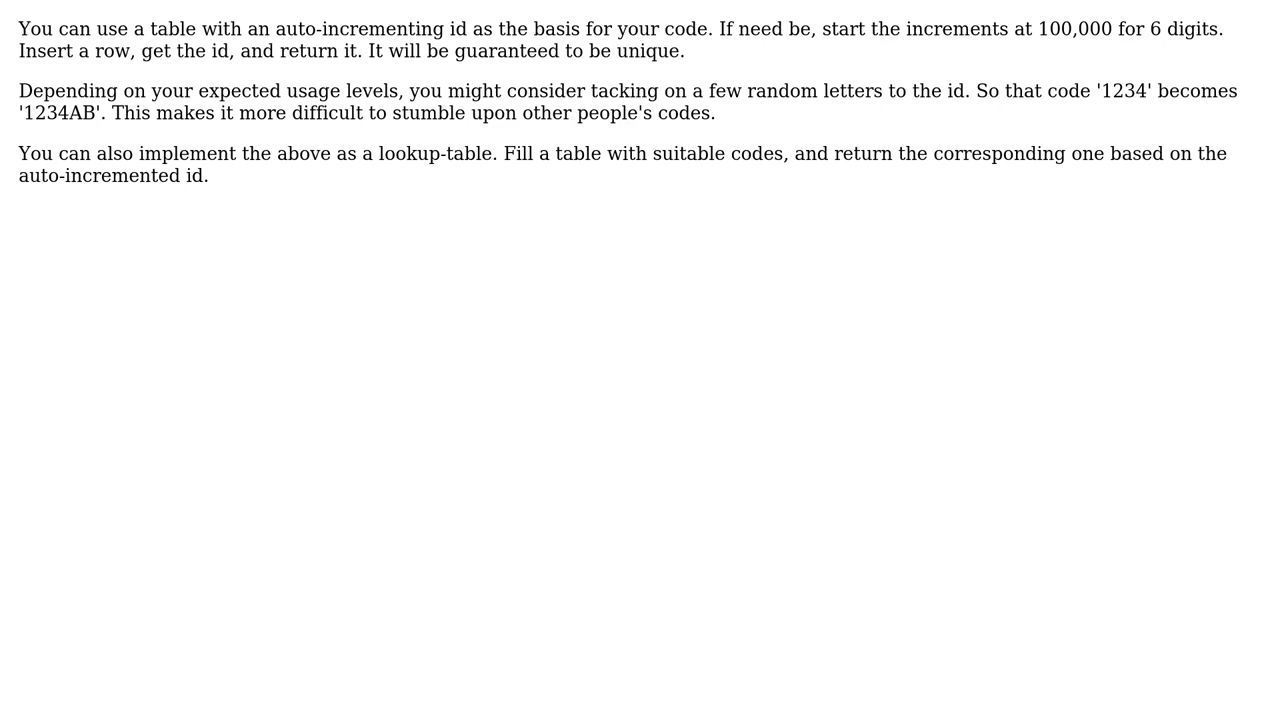 You can use a table with an auto-incrementing id as the basis for your code. If need be, start the increments at 100,000 for 6 digits.
Insert a row, get the id, and return it. It will be guaranteed to be unique.
Depending on your expected usage levels, you might consider tacking on a few random letters to the id. So that code '1234' becomes
'1234AB'. This makes it more difficult to stumble upon other people's codes.
You can also implement the above as a lookup-table. Fill a table with suitable codes, and return the corresponding one based on the
auto-incremented id.